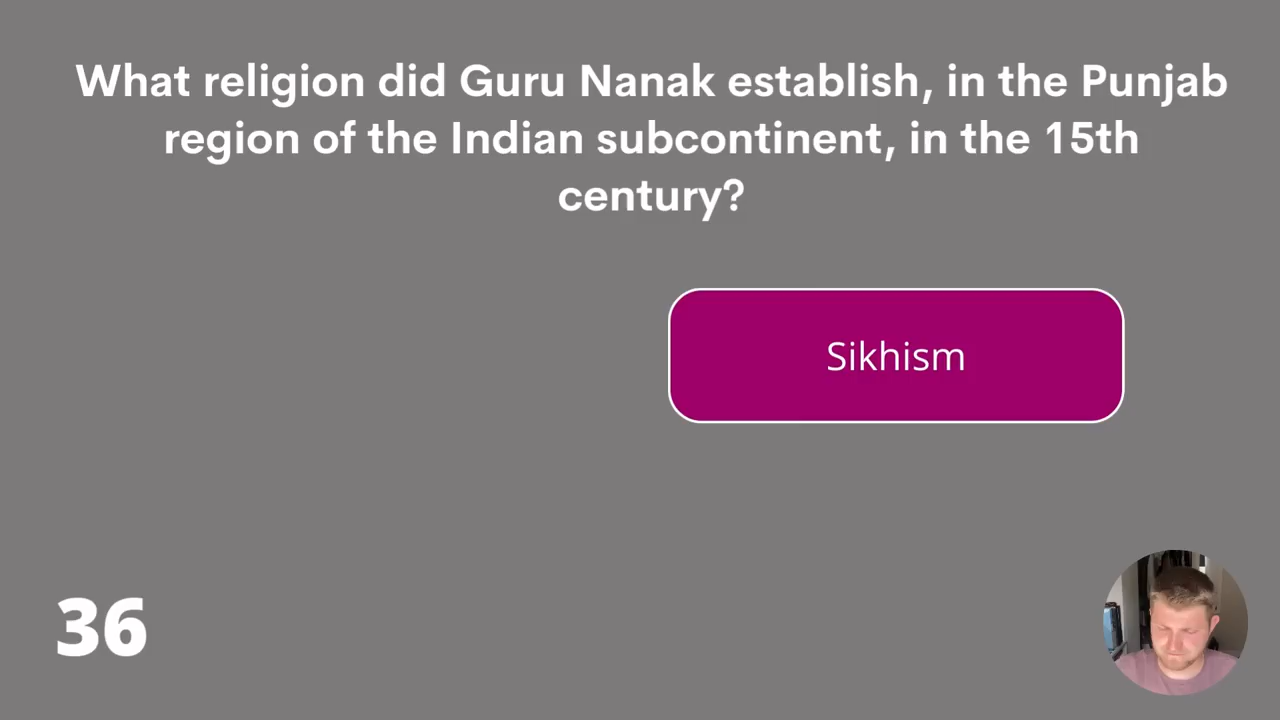 What religion did Guru Nanak establish, in the Punjab
region of the Indian subcontinent, in the 15th
century?
Sikhism
36